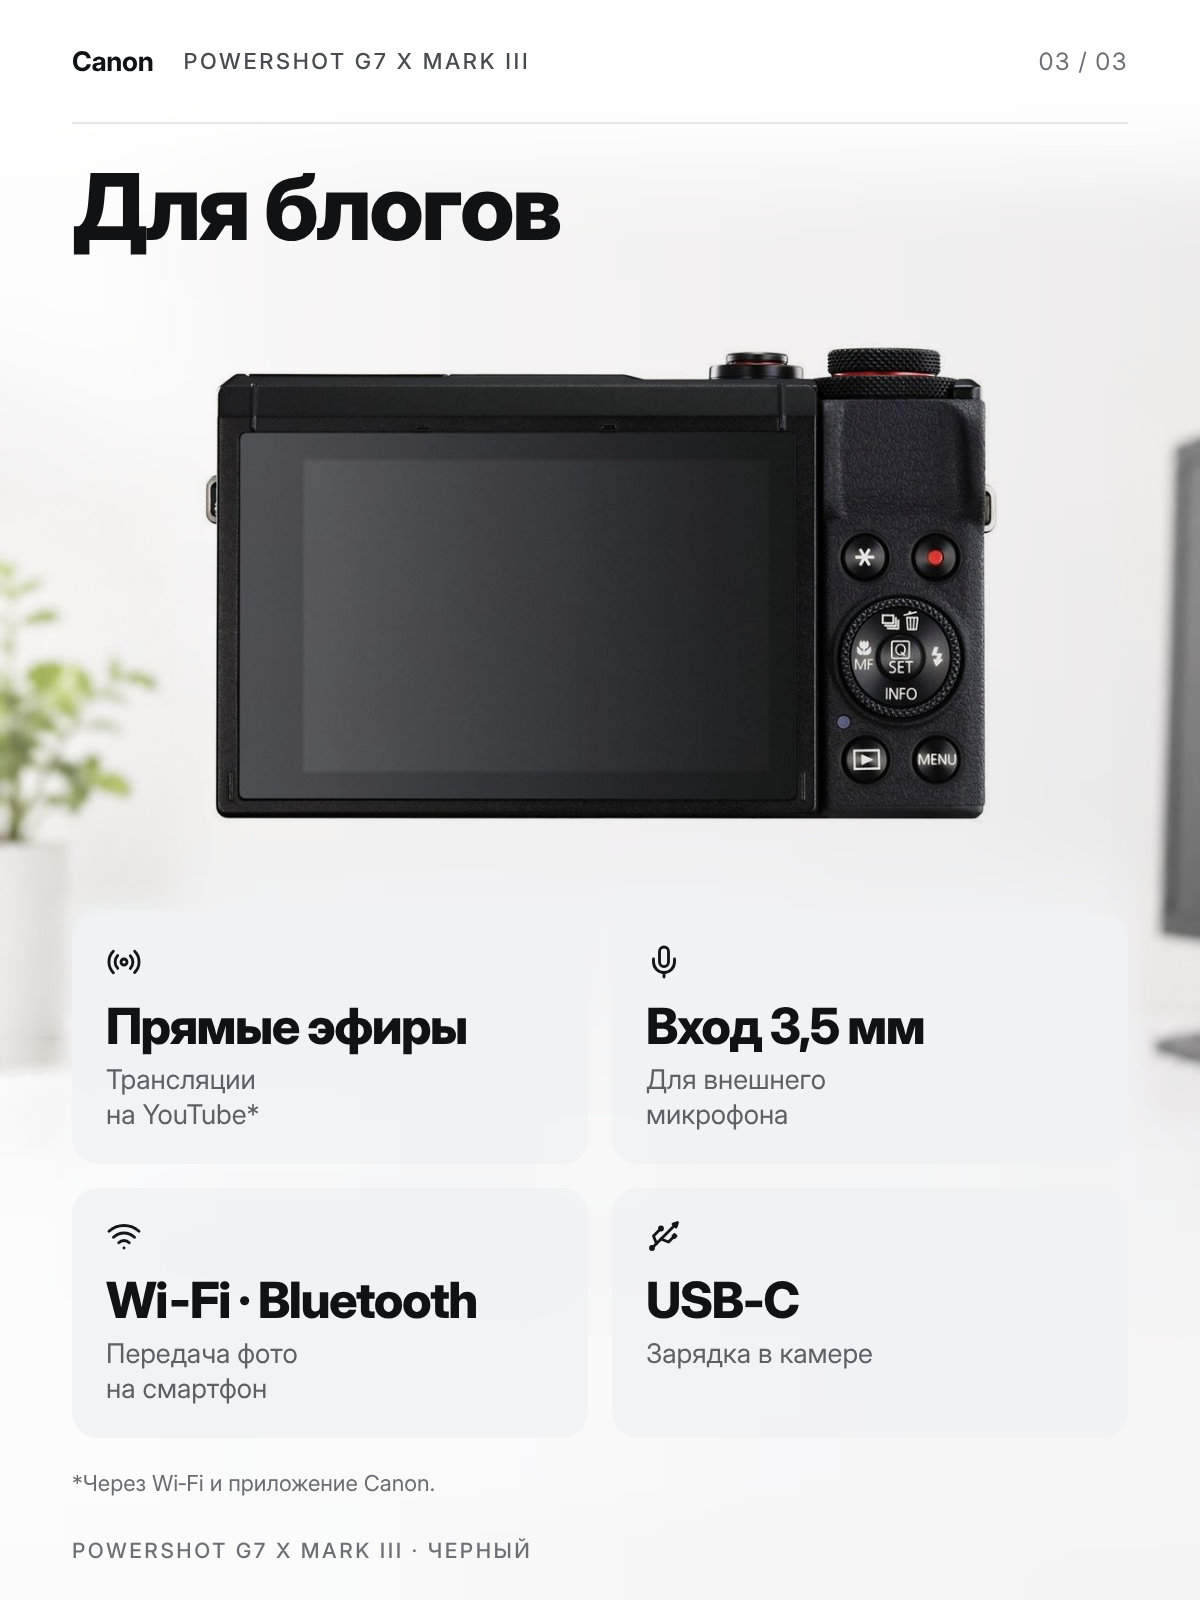 Canon POWERSHOT G7 X MARK III 03 / 03
Для блогов
MF Q SET
INFO
MENU
Прямые эфиры
Трансляции
на YouTube*
Вход 3,5 мм
Для внешнего
микрофона
Wi-Fi · Bluetooth
Передача фото
на смартфон
USB-C
Зарядка в камере
*Через Wi-Fi и приложение Canon.
POWERSHOT G7 X MARK III · ЧЕРНЫЙ